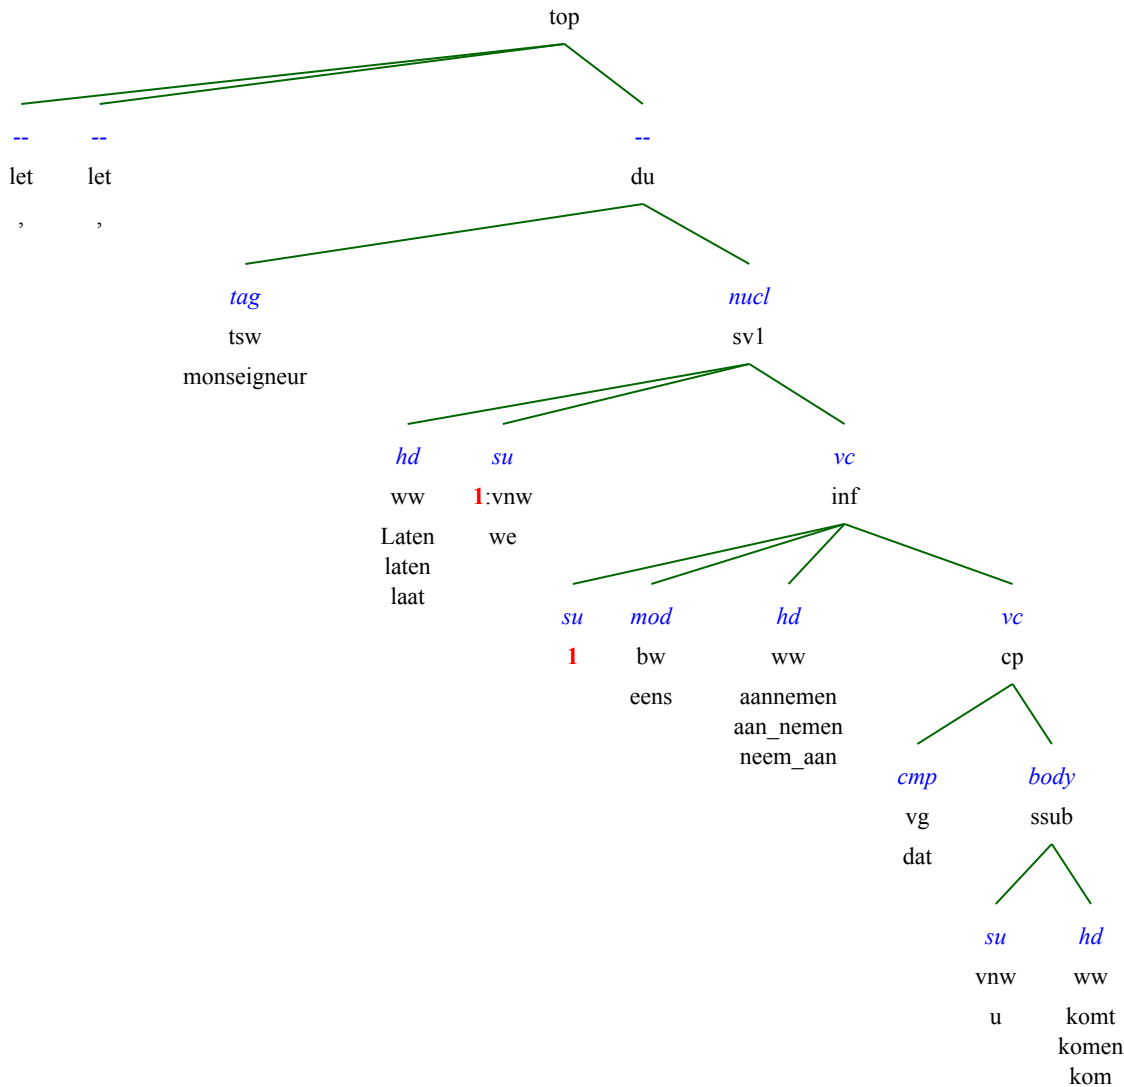 top
-- -- --
let let du
, ,
tag nucl
tsw sv1
monseigneur
hd su vc
ww 1:vnw inf
Laten we
laten
laat
su mod hd vc
1 bw ww cp
eens aannemen
aan_nemen
neem_aan
cmp body
vg ssub
dat
su hd
vnw ww
u komt
komen
kom